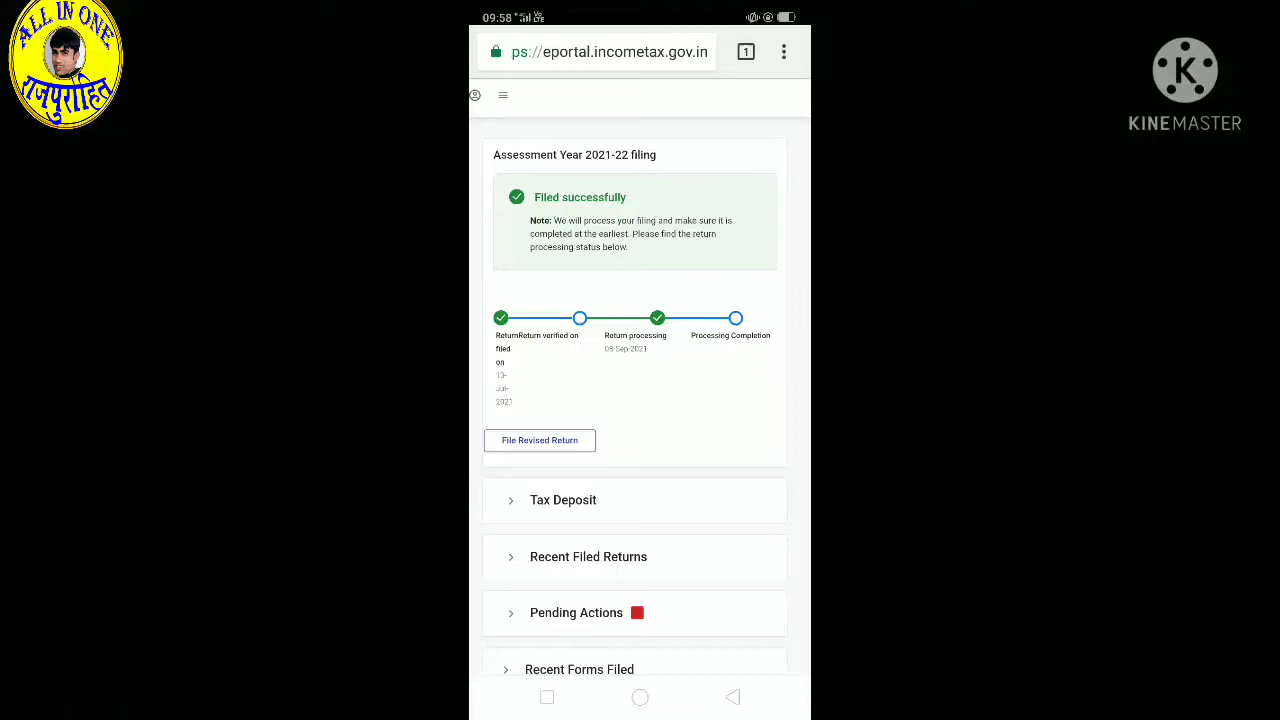 ALL IN ONE
राजपुरोहित
09:58
ps://eportal.incometax.gov.in
1
K
KINEMASTER
Assessment Year 2021-22 filing
Filed successfully
Note: We will process your filing and make sure it is
completed at the earliest. Please find the return
processing status below.
ReturnReturn verified on
filed
on
13-
Jul-
2021
Return processing
08-Sep-2021
Processing Completion
File Revised Return
Tax Deposit
Recent Filed Returns
Pending Actions
Recent Forms Filed